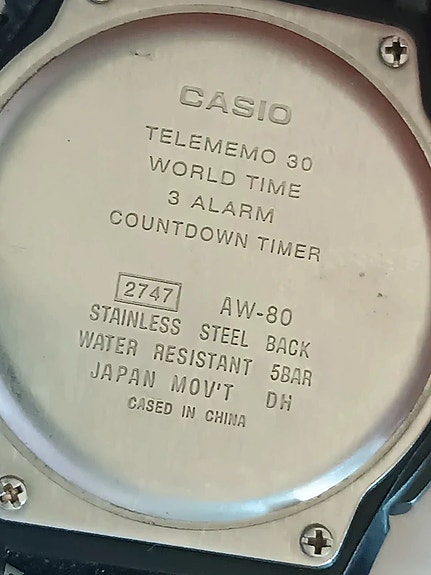 CASIO
TELEMEMO 30
WORLD TIME
3 ALARM
COUNTDOWN TIMER
2747 AW-80
STAINLESS STEEL BACK
WATER RESISTANT 5BAR
JAPAN MOV'T DH
CASED IN CHINA